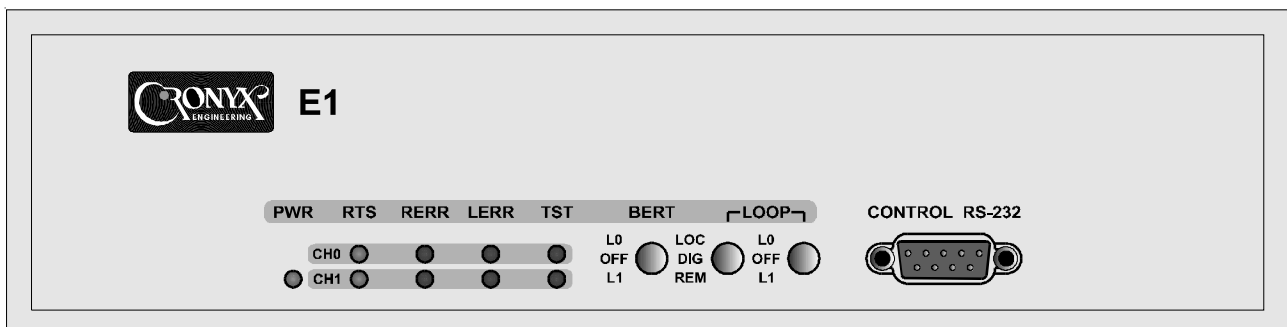 CRONYX
ENGINEERING
E1
PWR RTS RERR LERR TST BERT LOOP CONTROL RS-232
CH0 L0 LOC L0
OFF DIG OFF
CH1 L1 REM L1